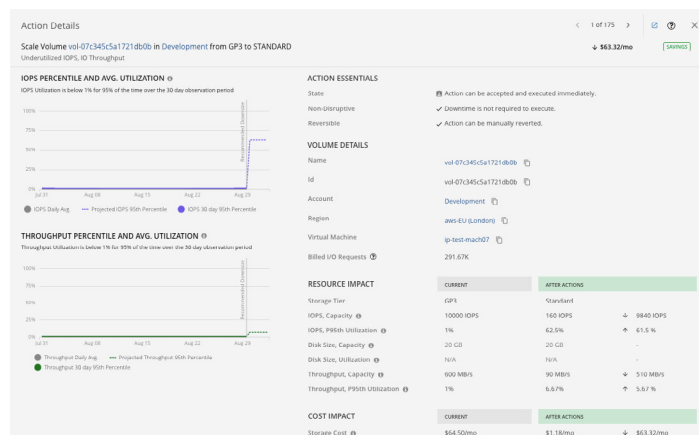 Action Details
1 of 175
Scale Volume vol-07c345c5a1721db0b in Development from GP3 to STANDARD
Underutilized IOPS, IO Throughput
$63.32/mo
SAVINGS
IOPS PERCENTILE AND AVG. UTILIZATION
IOPS Utilization is below 1% for 95% of the time over the 30 day observation period
100%
75%
50%
25%
0%
Recommended Downsize
Jul 31
Aug 08
Aug 15
Aug 22
Aug 29
IOPS Daily Avg.
Projected IOPS 95th Percentile
IOPS 30 day 95th Percentile
THROUGHPUT PERCENTILE AND AVG. UTILIZATION
Throughput Utilization is below 1% for 95% of the time over the 30 day observation period
100%
75%
50%
25%
0%
Recommended Downsize
Jul 31
Aug 08
Aug 15
Aug 22
Aug 29
Throughput Daily Avg.
Projected Throughput 95th Percentile
Throughput 30 day 95th Percentile
ACTION ESSENTIALS
State Action can be accepted and executed immediately.
Non-Disruptive Downtime is not required to execute.
Reversible Action can be manually reverted.
VOLUME DETAILS
Name vol-07c345c5a1721db0b
Id vol-07c345c5a1721db0b
Account Development
Region aws-EU (London)
Virtual Machine ip-test-mach07
Billed I/O Requests 291.67K
RESOURCE IMPACT CURRENT AFTER ACTIONS
Storage Tier GP3 Standard
IOPS, Capacity 10000 IOPS 160 IOPS 9840 IOPS
IOPS, P95th Utilization 1% 62.5% 61.5 %
Disk Size, Capacity 20 GB 20 GB -
Disk Size, Utilization N/A N/A -
Throughput, Capacity 600 MB/s 90 MB/s 510 MB/s
Throughput, P95th Utilization 1% 6.67% 5.67 %
COST IMPACT CURRENT AFTER ACTIONS
Storage Cost $64.50/mo $1.18/mo $63.32/mo